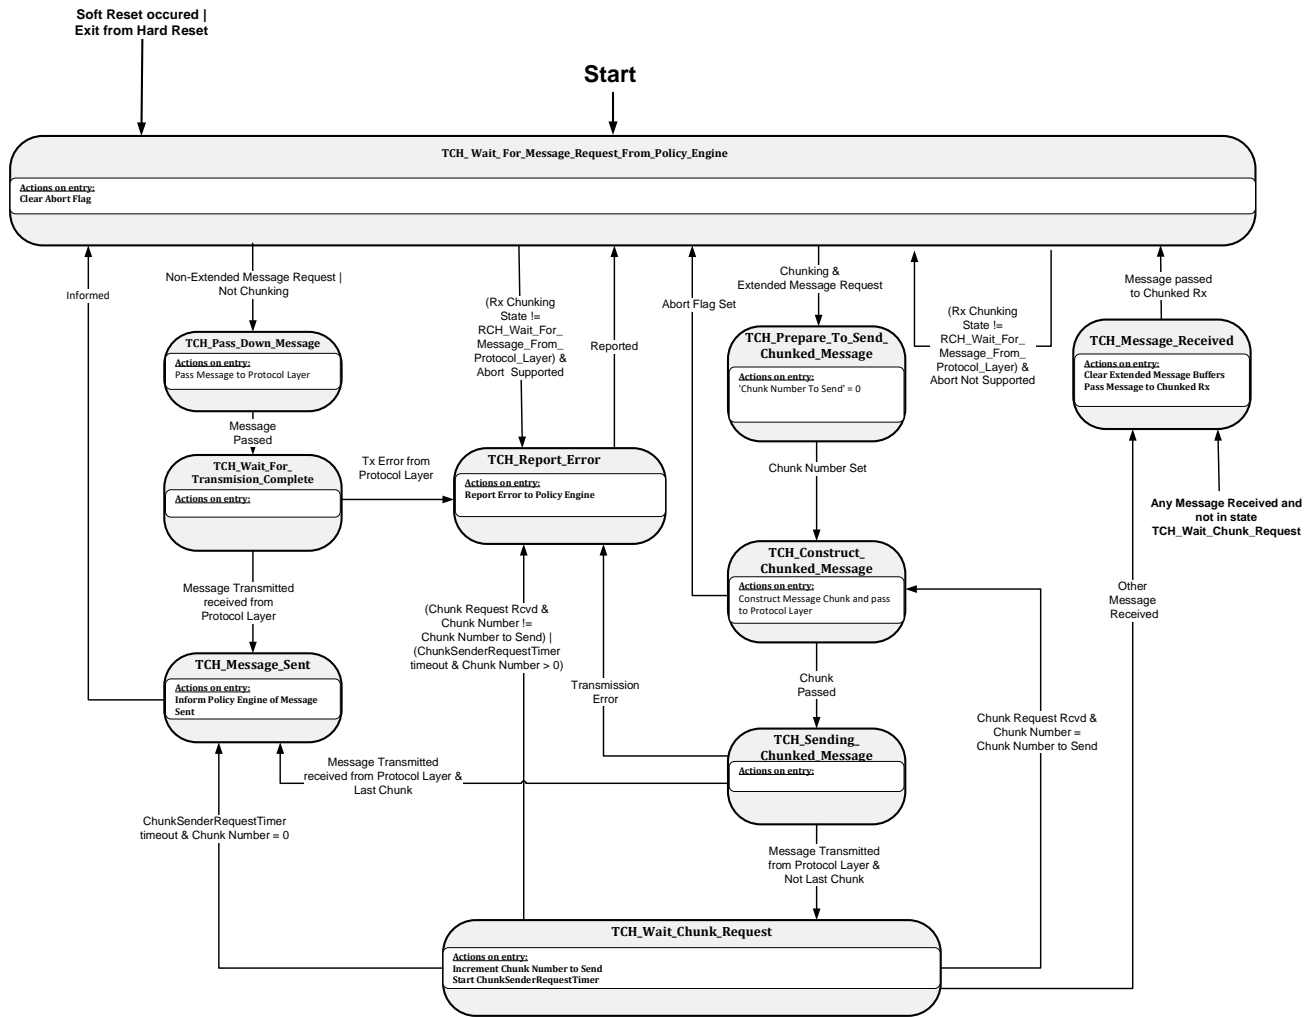 Soft Reset occured |
Exit from Hard Reset
Start
TCH_ Wait_ For_Message_Request_From_Policy_Engine
Actions on entry:
Clear Abort Flag
Informed
Non-Extended Message Request |
Not Chunking
(Rx Chunking
State !=
RCH_Wait_For_
Message_From_
Protocol_Layer) &
Abort Supported
Reported
Abort Flag Set
Chunking &
Extended Message Request
(Rx Chunking
State !=
RCH_Wait_For_
Message_From_
Protocol_Layer) &
Abort Not Supported
Message passed
to Chunked Rx
TCH_Pass_Down_Message
Actions on entry:
Pass Message to Protocol Layer
TCH_Prepare_To_Send_
Chunked_Message
Actions on entry:
'Chunk Number To Send' = 0
TCH_Message_Received
Actions on entry:
Clear Extended Message Buffers
Pass Message to Chunked Rx
Message
Passed
TCH_Wait_For_
Transmision_Complete
Actions on entry:
Tx Error from
Protocol Layer
TCH_Report_Error
Actions on entry:
Report Error to Policy Engine
Chunk Number Set
Any Message Received and
not in state
TCH_Wait_Chunk_Request
TCH_Construct_
Chunked_Message
Actions on entry:
Construct Message Chunk and pass
to Protocol Layer
Message Transmitted
received from
Protocol Layer
(Chunk Request Rcvd &
Chunk Number !=
Chunk Number to Send) |
(ChunkSenderRequestTimer
timeout & Chunk Number > 0)
Other
Message
Received
TCH_Message_Sent
Actions on entry:
Inform Policy Engine of Message
Sent
Transmission
Error
Chunk
Passed
Chunk Request Rcvd &
Chunk Number =
Chunk Number to Send
TCH_Sending_
Chunked_Message
Actions on entry:
Message Transmitted
received from Protocol Layer &
Last Chunk
ChunkSenderRequestTimer
timeout & Chunk Number = 0
Message Transmitted
from Protocol Layer &
Not Last Chunk
TCH_Wait_Chunk_Request
Actions on entry:
Increment Chunk Number to Send
Start ChunkSenderRequestTimer